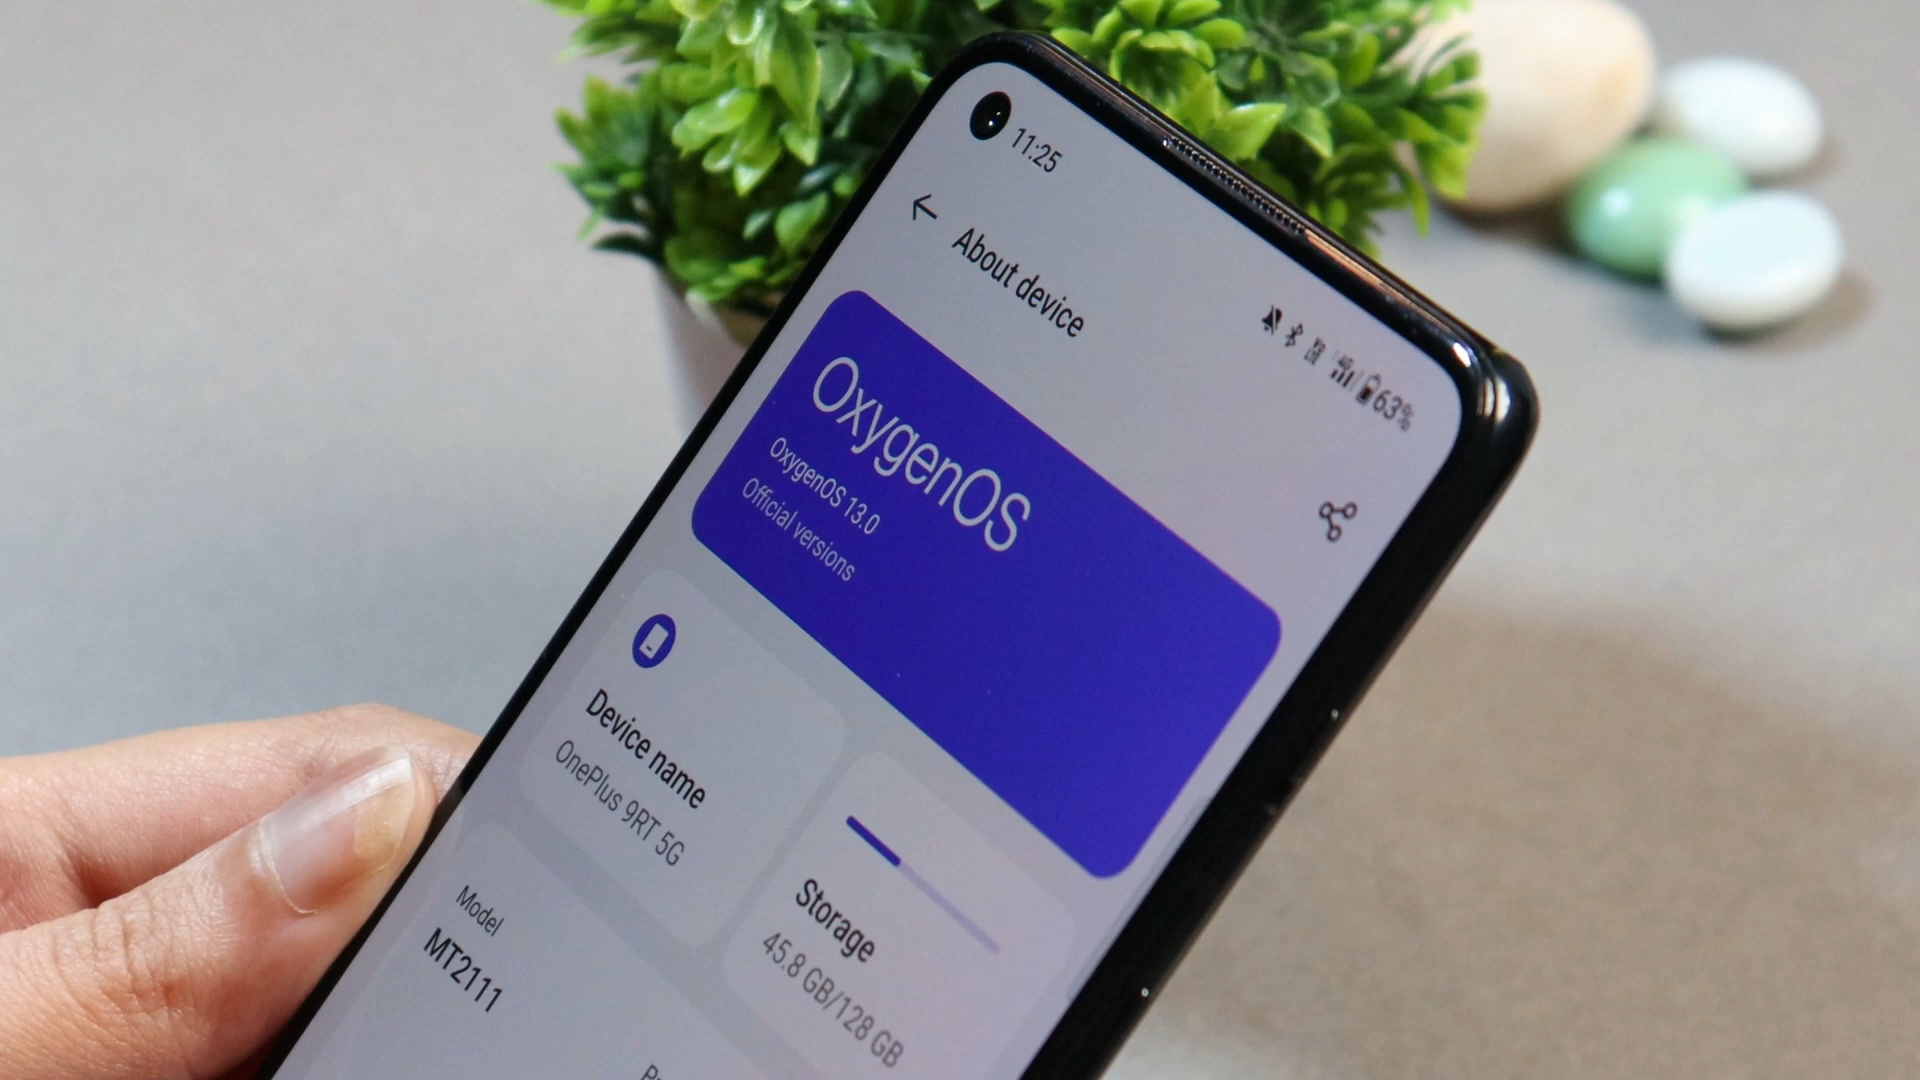 11:25
4G 63%
About device
OxygenOS
OxygenOS 13.0
Official versions
Device name
OnePlus 9RT 5G
Storage
45.8 GB/128 GB
Model
MT2111